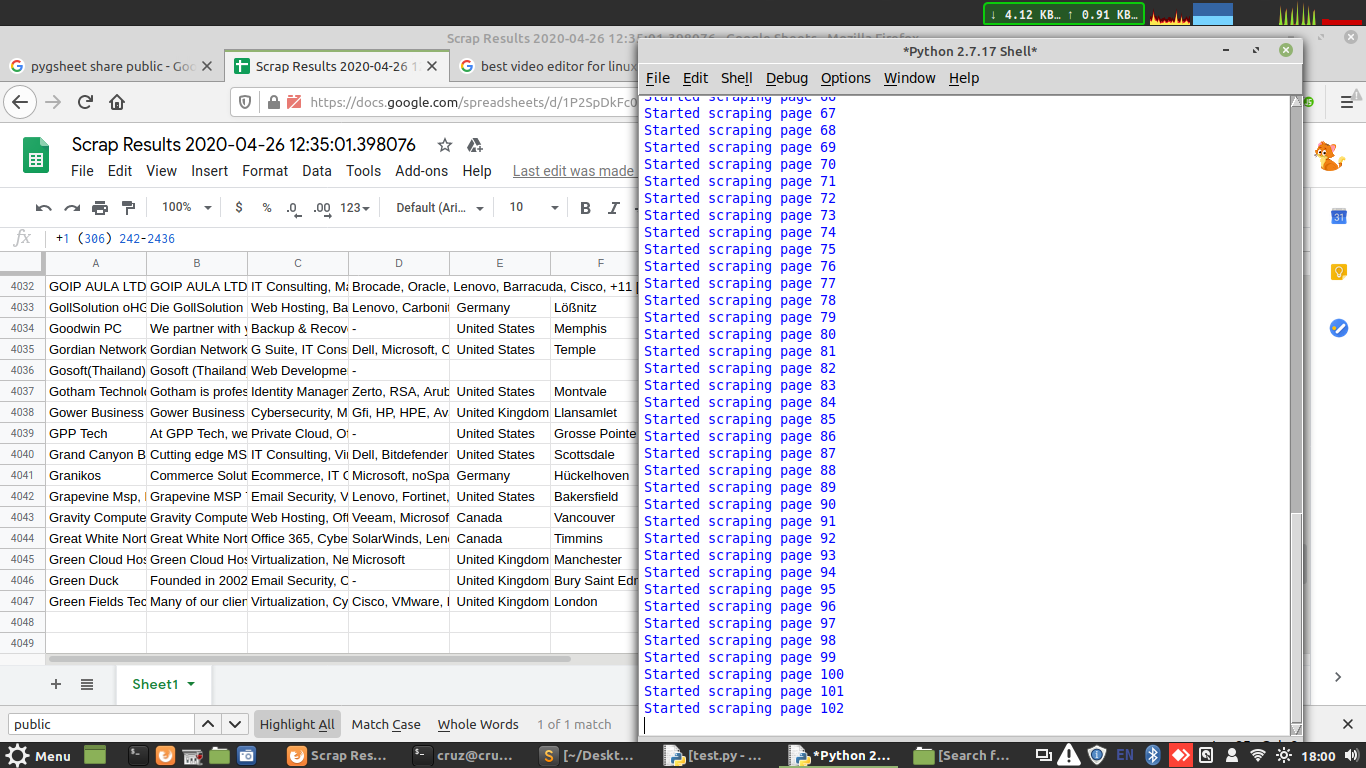 ↓ 4.12 KB… ↑ 0.91 KB…
Scrap Results 2020-04-26 12:35:01.398076 - Google Sheets - Mozilla Firefox
*Python 2.7.17 Shell*
pygsheet share public - Goo
Scrap Results 2020-04-26 1
best video editor for linux
File Edit Shell Debug Options Window Help
https://docs.google.com/spreadsheets/d/1P2SpDkFc0
Scrap Results 2020-04-26 12:35:01.398076
File Edit View Insert Format Data Tools Add-ons Help Last edit was made
100% $ % .0 .00 123 Default (Ari... 10 B I
fx +1 (306) 242-2436
A B C D E F
4032 GOIP AULA LTD GOIP AULA LTD IT Consulting, Ma Brocade, Oracle, Lenovo, Barracuda, Cisco, +11
4033 GollSolution oHG Die GollSolution Web Hosting, Ba Lenovo, Carbonit Germany Lößnitz
4034 Goodwin PC We partner with y Backup & Recov - United States Memphis
4035 Gordian Network Gordian Network G Suite, IT Cons Dell, Microsoft, C United States Temple
4036 Gosoft(Thailand) Gosoft (Thailand Web Developme -
4037 Gotham Technol Gotham is profes Identity Manager Zerto, RSA, Arub United States Montvale
4038 Gower Business Gower Business Cybersecurity, M Gfi, HP, HPE, Av United Kingdom Llansamlet
4039 GPP Tech At GPP Tech, we Private Cloud, Of - United States Grosse Pointe
4040 Grand Canyon B Cutting edge MS IT Consulting, Vi Dell, Bitdefender United States Scottsdale
4041 Granikos Commerce Solut Ecommerce, IT C Microsoft, noSpa Germany Hückelhoven
4042 Grapevine Msp, Grapevine MSP Email Security, V Lenovo, Fortinet, United States Bakersfield
4043 Gravity Compute Gravity Compute Web Hosting, Off Veeam, Microsof Canada Vancouver
4044 Great White Nort Great White Nort Office 365, Cybe SolarWinds, Leno Canada Timmins
4045 Green Cloud Hos Green Cloud Hos Virtualization, Ne Microsoft United Kingdom Manchester
4046 Green Duck Founded in 2002 Email Security, C - United Kingdom Bury Saint Edm
4047 Green Fields Tec Many of our clien Virtualization, Cy Cisco, VMware, United Kingdom London
4048
4049
Sheet1
public Highlight All Match Case Whole Words 1 of 1 match
Started scraping page 66
Started scraping page 67
Started scraping page 68
Started scraping page 69
Started scraping page 70
Started scraping page 71
Started scraping page 72
Started scraping page 73
Started scraping page 74
Started scraping page 75
Started scraping page 76
Started scraping page 77
Started scraping page 78
Started scraping page 79
Started scraping page 80
Started scraping page 81
Started scraping page 82
Started scraping page 83
Started scraping page 84
Started scraping page 85
Started scraping page 86
Started scraping page 87
Started scraping page 88
Started scraping page 89
Started scraping page 90
Started scraping page 91
Started scraping page 92
Started scraping page 93
Started scraping page 94
Started scraping page 95
Started scraping page 96
Started scraping page 97
Started scraping page 98
Started scraping page 99
Started scraping page 100
Started scraping page 101
Started scraping page 102
31
Menu Scrap Res... cruz@cru... [~/Deskt... [test.py - ... *Python 2... [Search f... EN 18:00